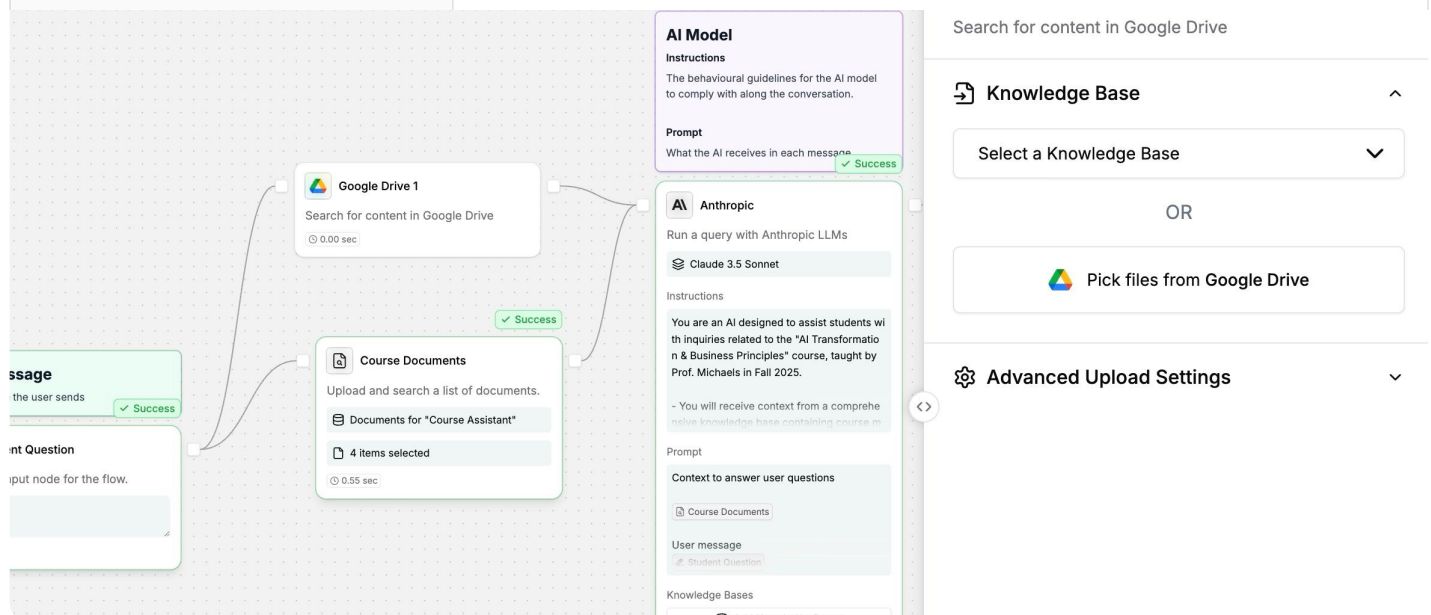 AI Model
Instructions
The behavioural guidelines for the AI model
to comply with along the conversation.
Prompt
What the AI receives in each message
Success
Google Drive 1
Search for content in Google Drive
0.00 sec
Success
Course Documents
Upload and search a list of documents.
Documents for "Course Assistant"
4 items selected
0.55 sec
ssage
the user sends
Success
ent Question
nput node for the flow.
Anthropic
Run a query with Anthropic LLMs
Claude 3.5 Sonnet
Instructions
You are an AI designed to assist students wi
th inquiries related to the "AI Transformatio
n & Business Principles" course, taught by
Prof. Michaels in Fall 2025.
- You will receive context from a comprehe
nsive knowledge base containing course m
Prompt
Context to answer user questions
Course Documents
User message
Student Question
Knowledge Bases
Search for content in Google Drive
Knowledge Base
Select a Knowledge Base
OR
Pick files from Google Drive
Advanced Upload Settings